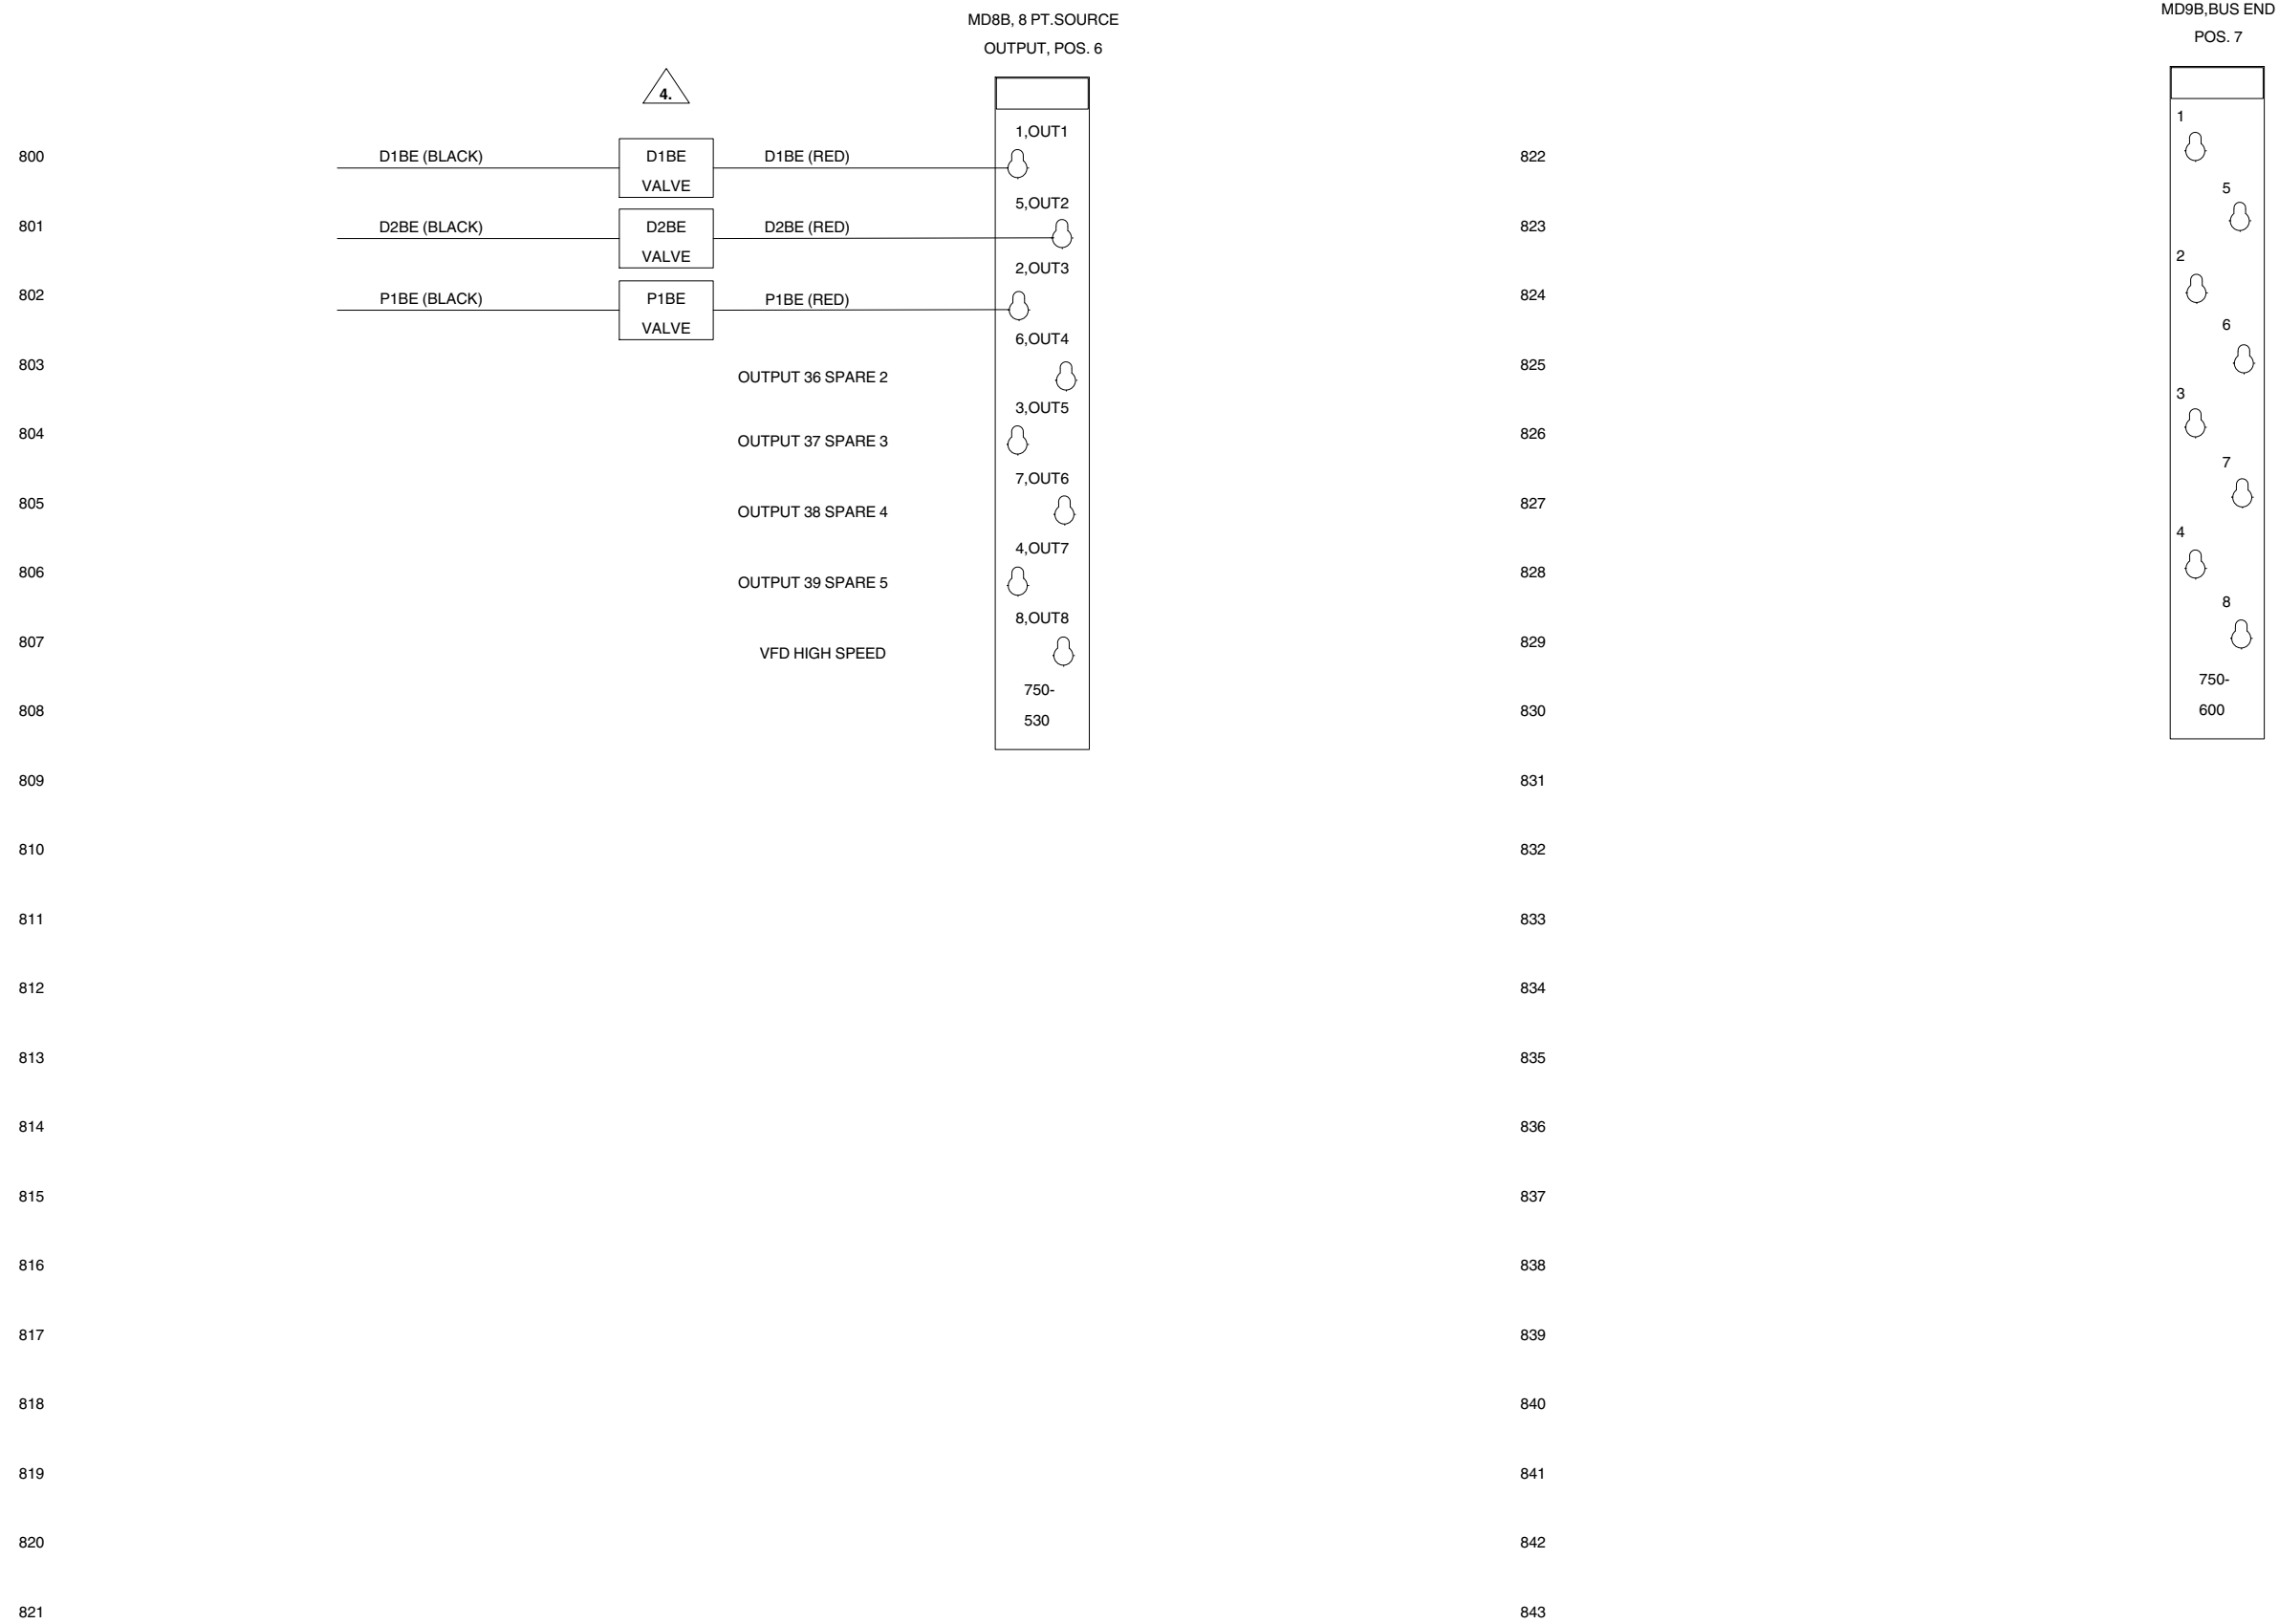 MD8B, 8 PT.SOURCE
OUTPUT, POS. 6
4.
1,OUT1
800
D1BE (BLACK)
D1BE
VALVE
D1BE (RED)
5,OUT2
801
D2BE (BLACK)
D2BE
VALVE
D2BE (RED)
2,OUT3
802
P1BE (BLACK)
P1BE
VALVE
P1BE (RED)
6,OUT4
803
OUTPUT 36 SPARE 2
3,OUT5
804
OUTPUT 37 SPARE 3
7,OUT6
805
OUTPUT 38 SPARE 4
4,OUT7
806
OUTPUT 39 SPARE 5
8,OUT8
807
VFD HIGH SPEED
750-
530
808
809
810
811
812
813
814
815
816
817
818
819
820
821
MD9B,BUS END
POS. 7
1
822
5
823
2
824
6
825
3
826
7
827
4
828
8
829
750-
600
830
831
832
833
834
835
836
837
838
839
840
841
842
843